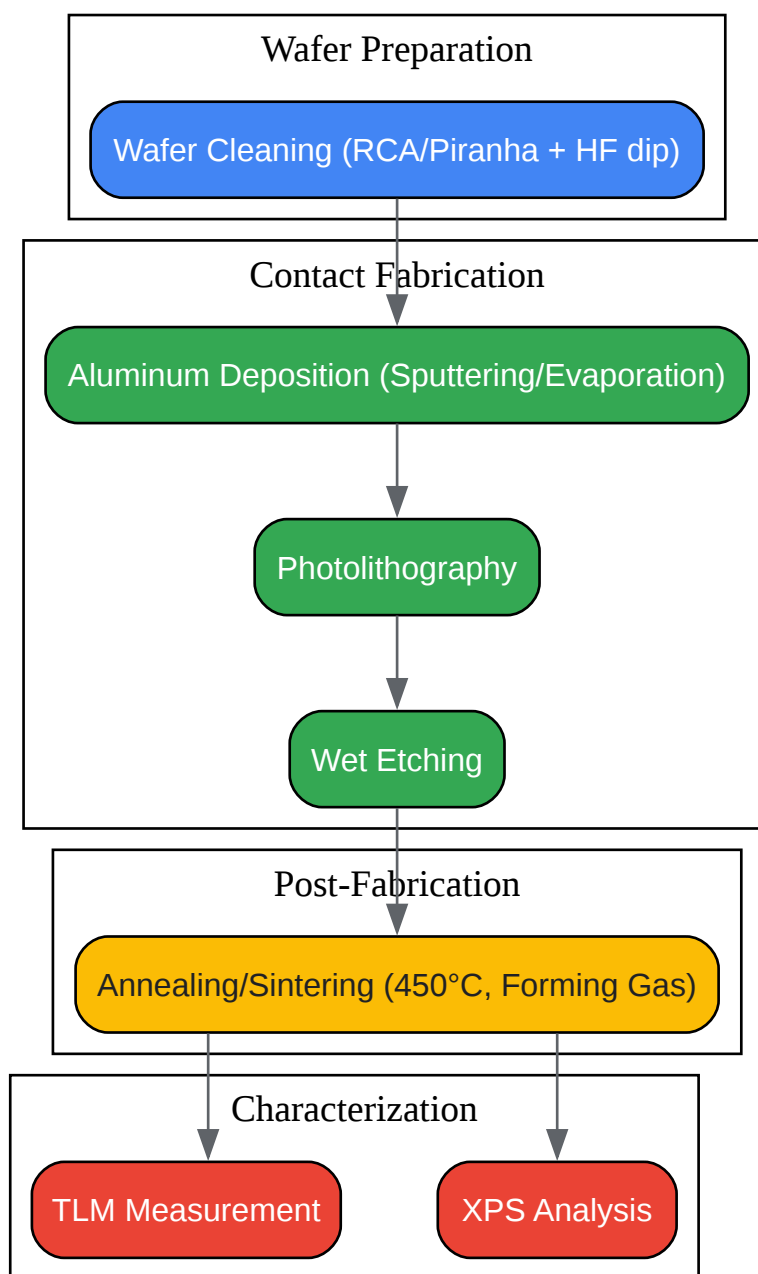 Wafer Preparation
Wafer Cleaning (RCA/Piranha + HF dip)
Contact Fabrication
Aluminum Deposition (Sputtering/Evaporation)
Photolithography
Wet Etching
Post-Fabrication
Annealing/Sintering (450°C, Forming Gas)
Characterization
TLM Measurement
XPS Analysis